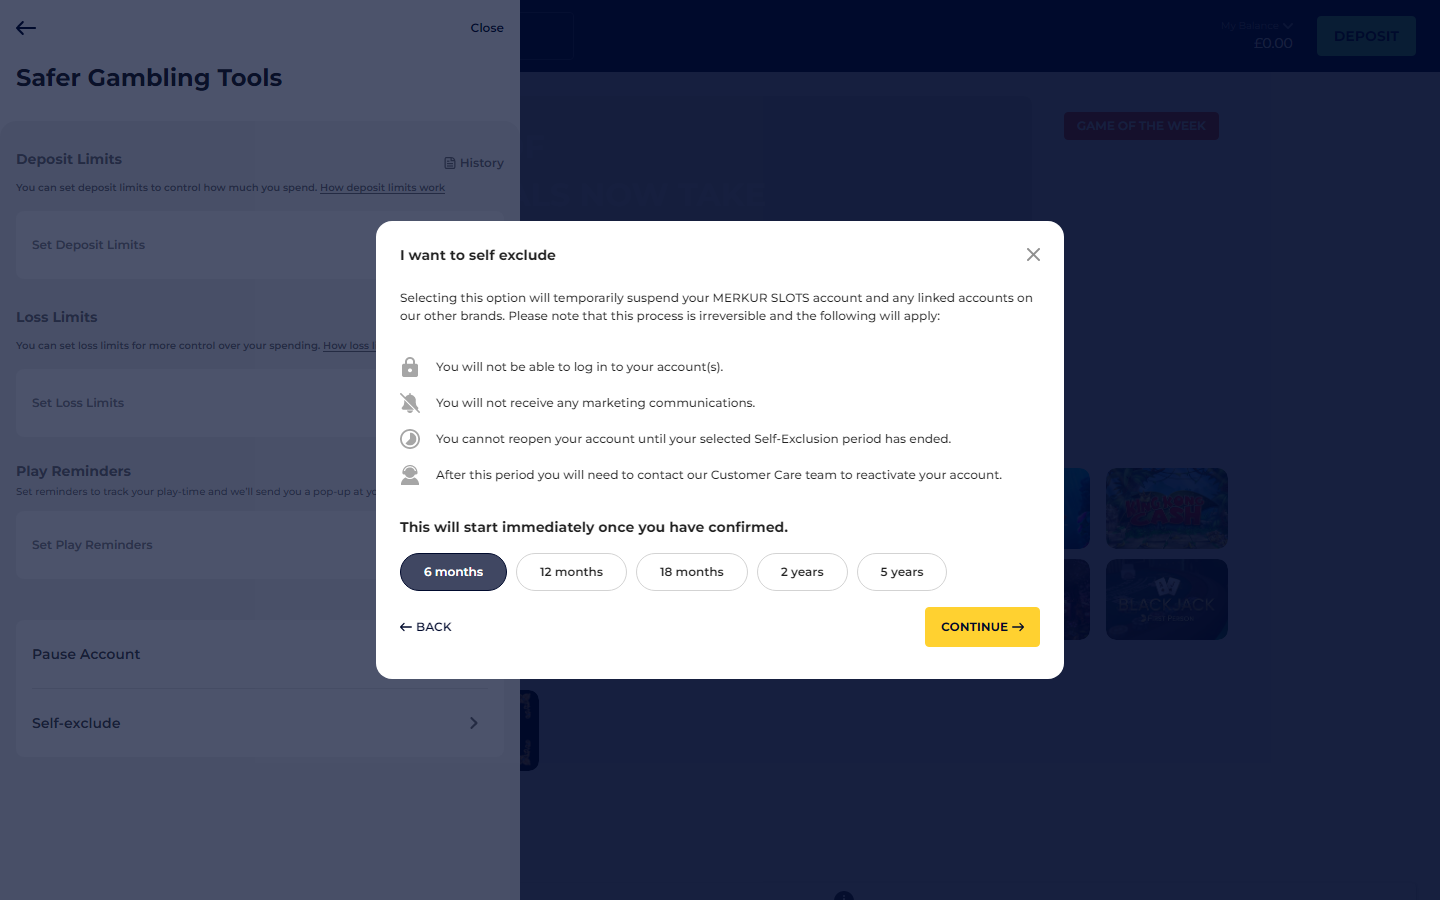 Close
My Balance
£0.00
DEPOSIT
Safer Gambling Tools
GAME OF THE WEEK
Deposit Limits
History
You can set deposit limits to control how much you spend. How deposit limits work
Set Deposit Limits
Loss Limits
You can set loss limits for more control over your spending. How loss
Set Loss Limits
Play Reminders
Set reminders to track your play-time and we'll send you a pop-up at
Set Play Reminders
Pause Account
Self-exclude
I want to self exclude
Selecting this option will temporarily suspend your MERKUR SLOTS account and any linked accounts on
our other brands. Please note that this process is irreversible and the following will apply:
You will not be able to log in to your account(s).
You will not receive any marketing communications.
You cannot reopen your account until your selected Self-Exclusion period has ended.
After this period you will need to contact our Customer Care team to reactivate your account.
This will start immediately once you have confirmed.
6 months
12 months
18 months
2 years
5 years
BACK
CONTINUE
BLACKJACK